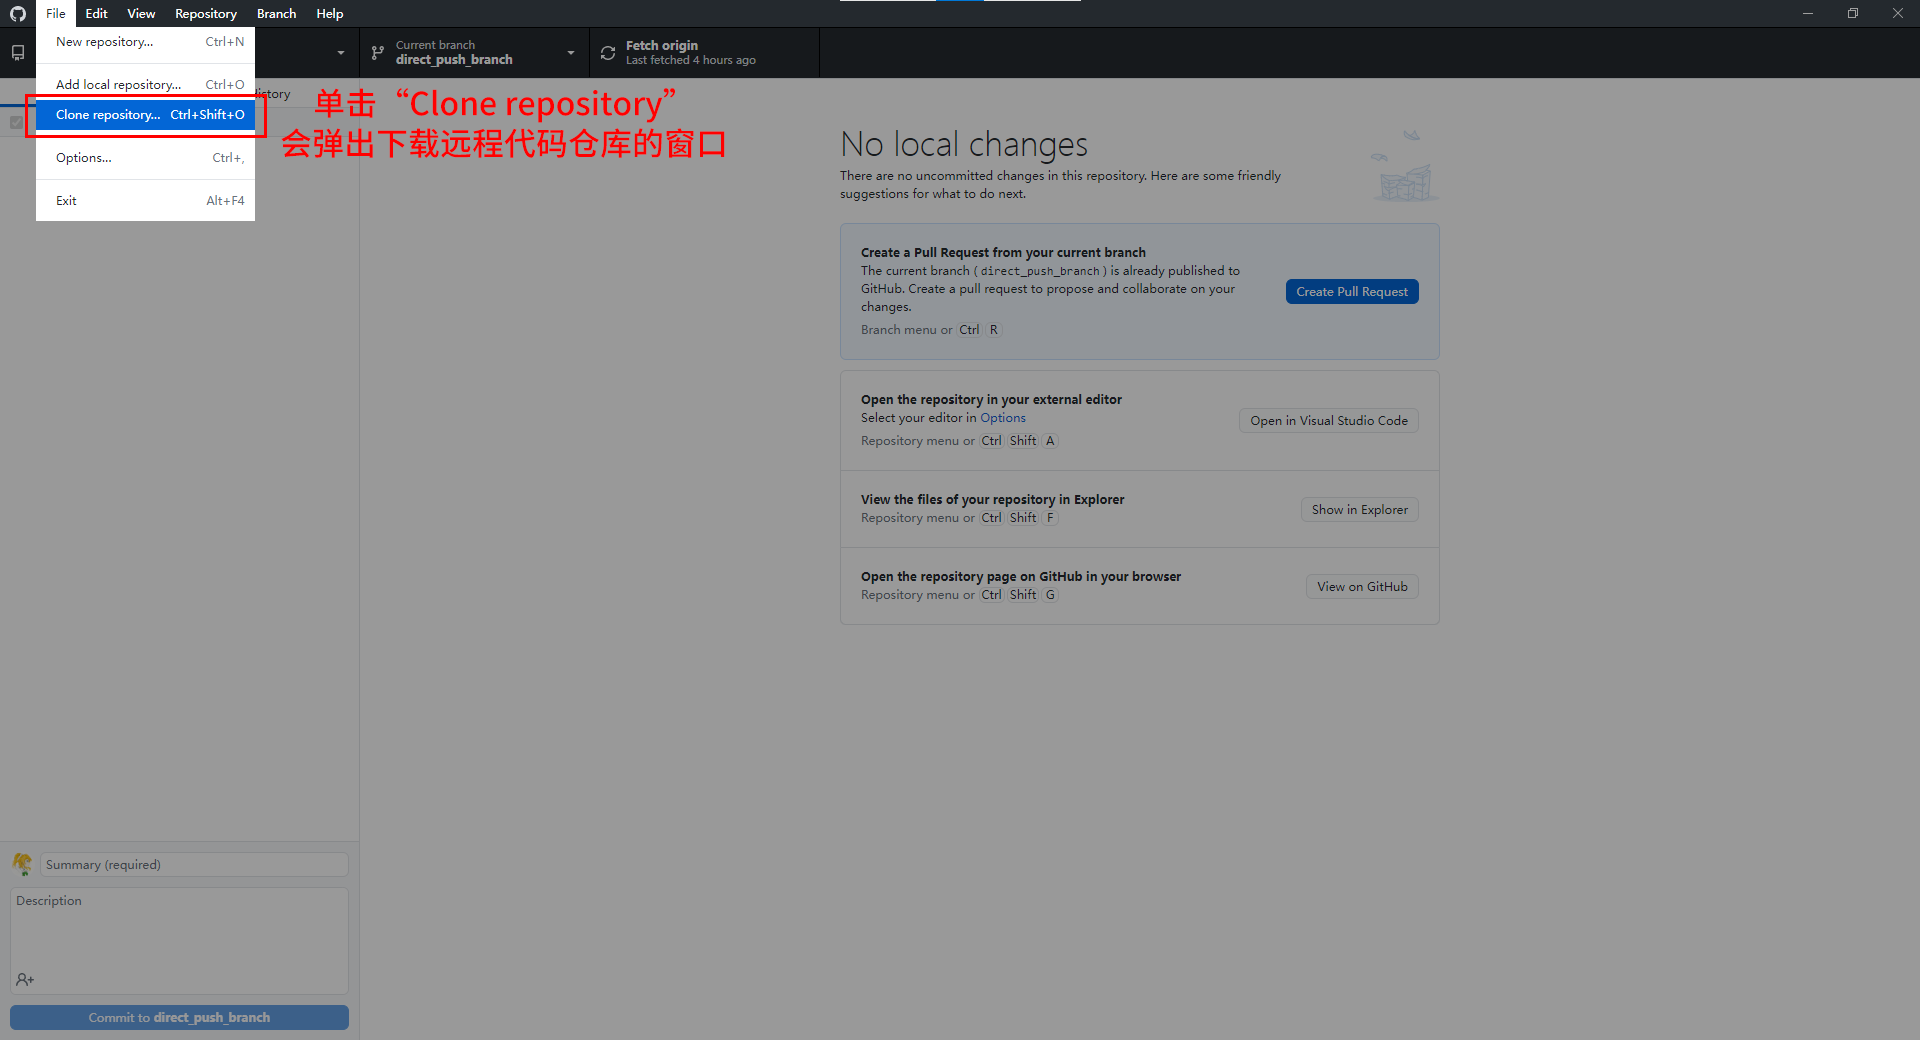 File Edit View Repository Branch Help
New repository... Ctrl+N
Add local repository... Ctrl+O
Clone repository... Ctrl+Shift+O
Options... Ctrl+,
Exit Alt+F4
Current branch
direct_push_branch
Fetch origin
Last fetched 4 hours ago
单击“Clone repository”
会弹出下载远程代码仓库的窗口
No local changes
There are no uncommitted changes in this repository. Here are some friendly
suggestions for what to do next.
Create a Pull Request from your current branch
The current branch ( direct_push_branch ) is already published to
GitHub. Create a pull request to propose and collaborate on your
changes.
Branch menu or Ctrl R
Create Pull Request
Open the repository in your external editor
Select your editor in Options
Repository menu or Ctrl Shift A
Open in Visual Studio Code
View the files of your repository in Explorer
Repository menu or Ctrl Shift F
Show in Explorer
Open the repository page on GitHub in your browser
Repository menu or Ctrl Shift G
View on GitHub
Summary (required)
Description
Commit to direct_push_branch